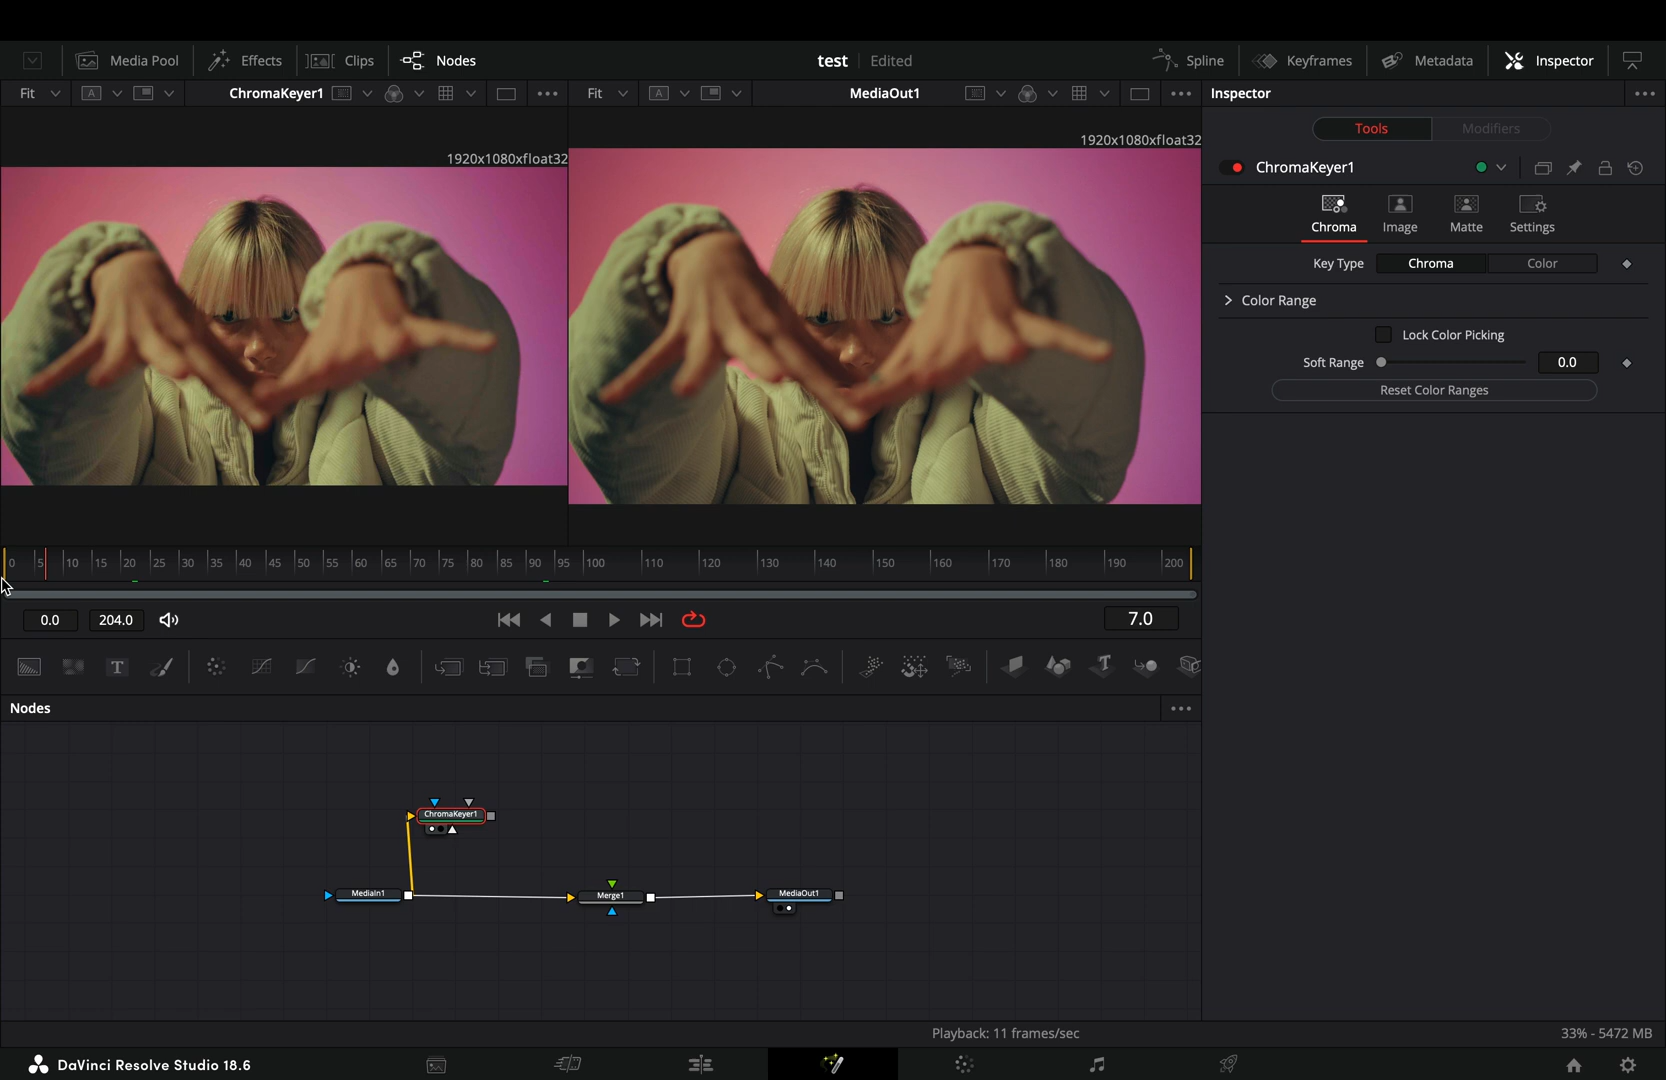 Media Pool Effects Clips Nodes test Edited Spline Keyframes Metadata Inspector
Fit A ChromaKeyer1 Fit A MediaOut1 Inspector
1920x1080xfloat32
1920x1080xfloat32
Tools Modifiers
ChromaKeyer1
Chroma Image Matte Settings
Key Type Chroma Color
Color Range
Lock Color Picking
Soft Range 0.0
Reset Color Ranges
0 5 10 15 20 25 30 35 40 45 50 55 60 65 70 75 80 85 90 95 100 110 120 130 140 150 160 170 180 190 200
0.0 204.0 7.0
T T
Nodes
ChromaKeyer1
MediaIn1 Merge1 MediaOut1
Playback: 11 frames/sec 33% - 5472 MB
DaVinci Resolve Studio 18.6